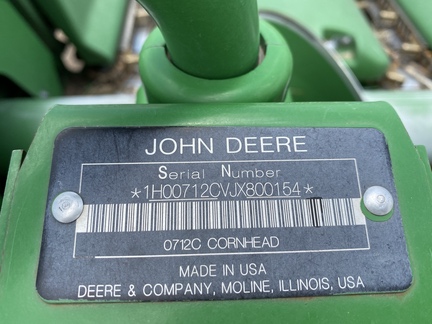 JOHN DEERE
Serial Number
*1H00712CVJX800154*
0712C CORNHEAD
MADE IN USA
DEERE & COMPANY, MOLINE, ILLINOIS, USA